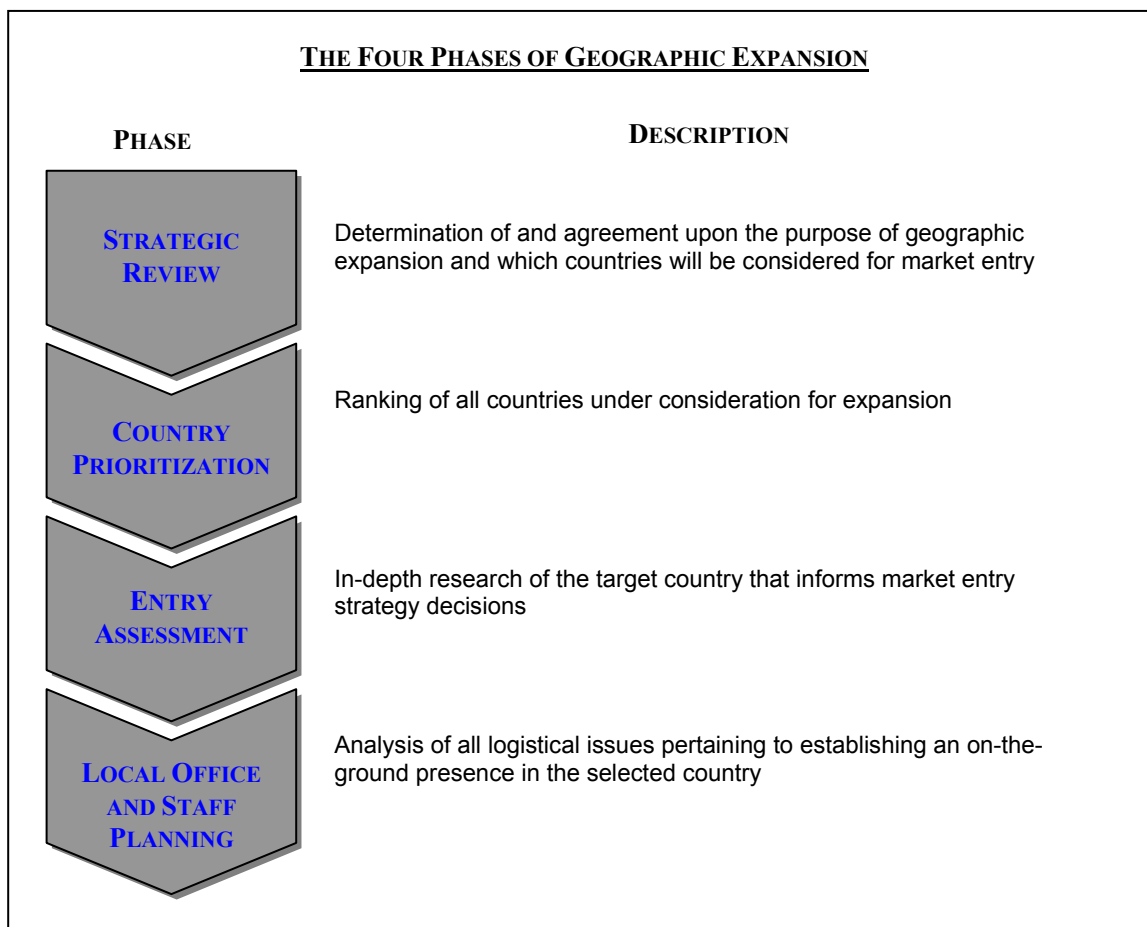 THE FOUR PHASES OF GEOGRAPHIC EXPANSION
PHASE
DESCRIPTION
STRATEGIC
REVIEW
Determination of and agreement upon the purpose of geographic
expansion and which countries will be considered for market entry
COUNTRY
PRIORITIZATION
Ranking of all countries under consideration for expansion
ENTRY
ASSESSMENT
In-depth research of the target country that informs market entry
strategy decisions
LOCAL OFFICE
AND STAFF
PLANNING
Analysis of all logistical issues pertaining to establishing an on-the-
ground presence in the selected country